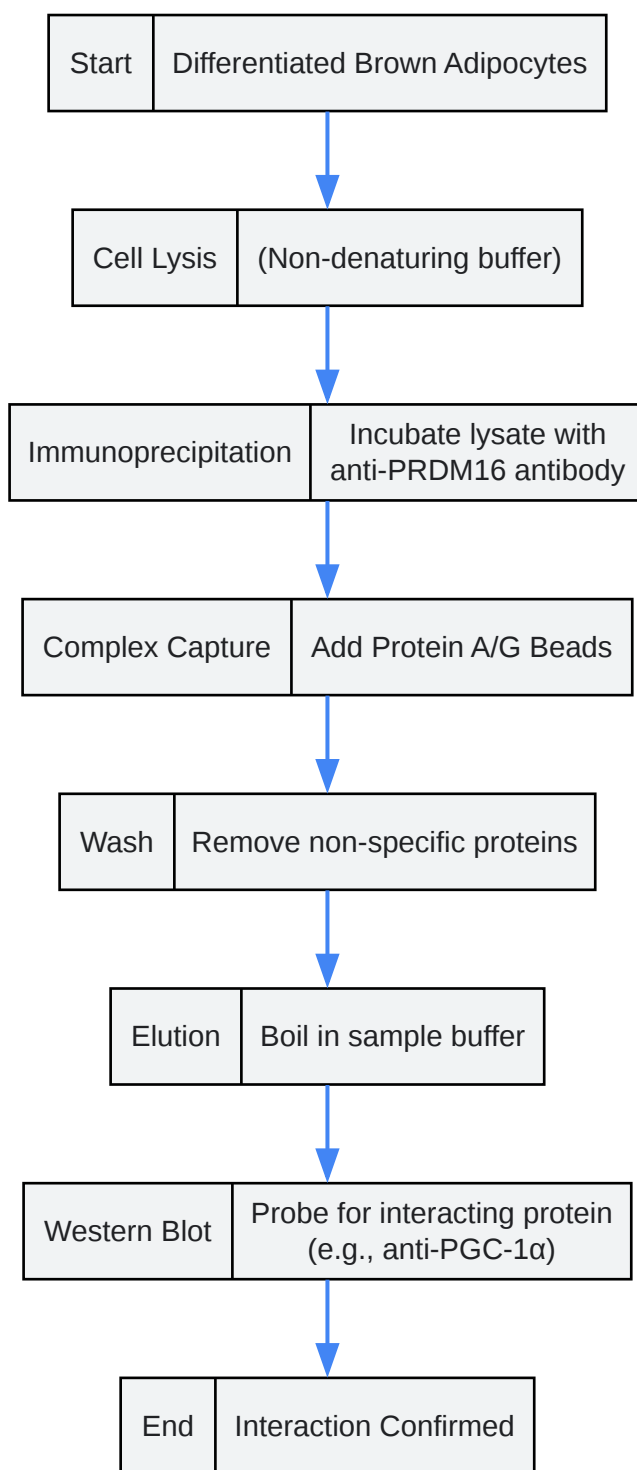 Start
Differentiated Brown Adipocytes
Cell Lysis
(Non-denaturing buffer)
Immunoprecipitation
Incubate lysate with
anti-PRDM16 antibody
Complex Capture
Add Protein A/G Beads
Wash
Remove non-specific proteins
Elution
Boil in sample buffer
Western Blot
Probe for interacting protein
(e.g., anti-PGC-1α)
End
Interaction Confirmed